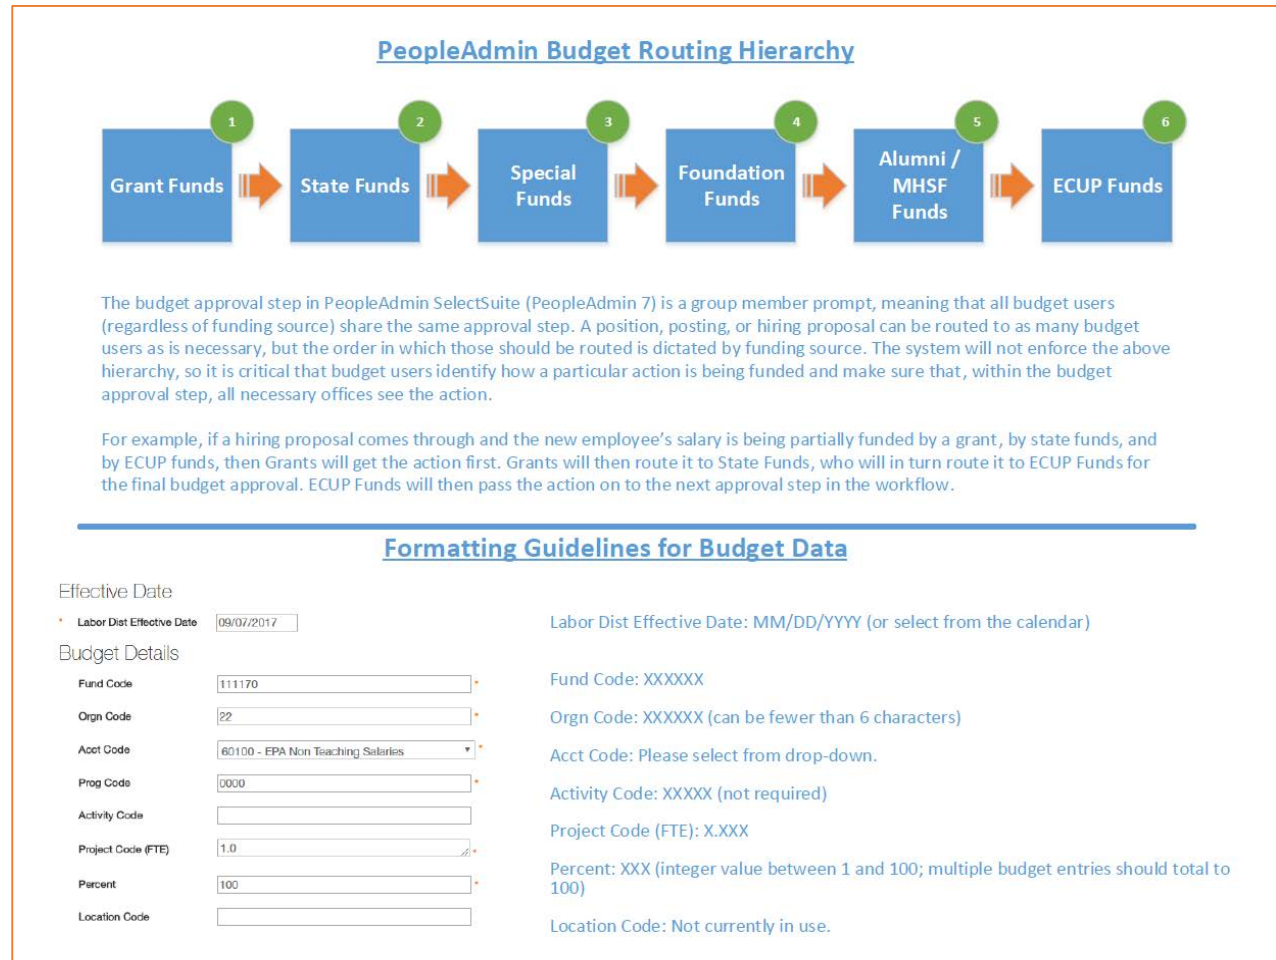 PeopleAdmin Budget Routing Hierarchy
1
2
3
4
5
6
Grant Funds
State Funds
Special
Funds
Foundation
Funds
Alumni /
MHSF
Funds
ECUP Funds
The budget approval step in PeopleAdmin SelectSuite (PeopleAdmin 7) is a group member prompt, meaning that all budget users
(regardless of funding source) share the same approval step. A position, posting, or hiring proposal can be routed to as many budget
users as is necessary, but the order in which those should be routed is dictated by funding source. The system will not enforce the above
hierarchy, so it is critical that budget users identify how a particular action is being funded and make sure that, within the budget
approval step, all necessary offices see the action.
For example, if a hiring proposal comes through and the new employee's salary is being partially funded by a grant, by state funds, and
by ECUP funds, then Grants will get the action first. Grants will then route it to State Funds, who will in turn route it to ECUP Funds for
the final budget approval. ECUP Funds will then pass the action on to the next approval step in the workflow.
Formatting Guidelines for Budget Data
Effective Date
* Labor Dist Effective Date 09/07/2017
Budget Details
Fund Code 111170 *
Orgn Code 22 *
Acct Code 60100 - EPA Non Teaching Salaries *
Prog Code 0000 *
Activity Code
Project Code (FTE) 1.0 *
Percent 100 *
Location Code
Labor Dist Effective Date: MM/DD/YYYY (or select from the calendar)
Fund Code: XXXXXX
Orgn Code: XXXXXX (can be fewer than 6 characters)
Acct Code: Please select from drop-down.
Activity Code: XXXXX (not required)
Project Code (FTE): X.XXX
Percent: XXX (integer value between 1 and 100; multiple budget entries should total to
100)
Location Code: Not currently in use.